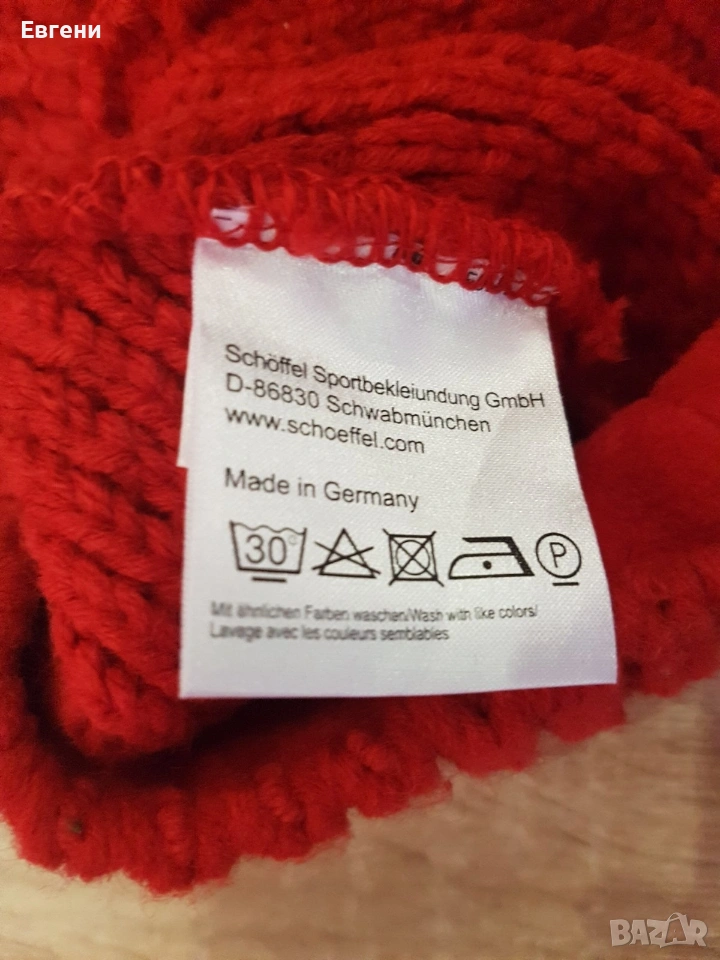 Евгени
Schöffel Sportbekleiundung GmbH
D-86830 Schwabmünchen
www.schoeffel.com
Made in Germany
30° P
Mit ähnlichen Farben waschen/Wash with like colors/
Lavage avec les couleurs semblables
BAZAR